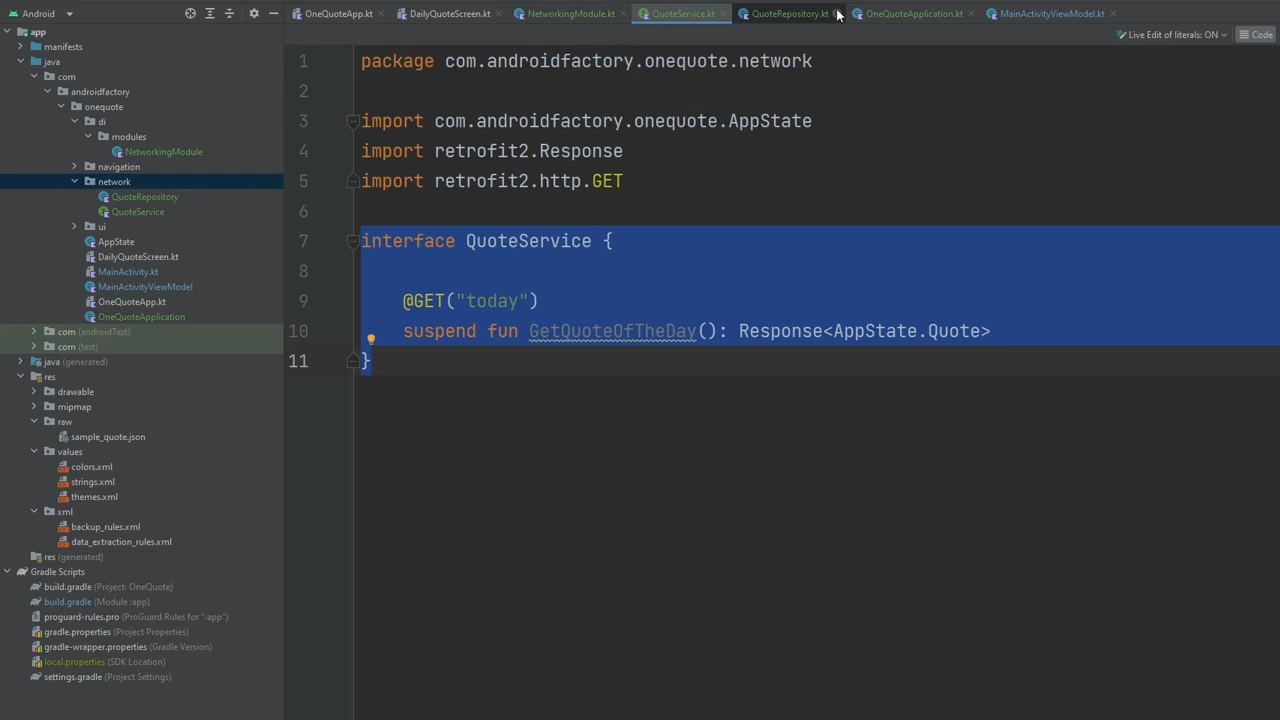 Android
OneQuoteApp.kt
DailyQuoteScreen.kt
NetworkingModule.kt
QuoteService.kt
QuoteRepository.kt
OneQuoteApplication.kt
MainActivityViewModel.kt
Live Edit of literals: ON
Code
app
manifests
java
com
androidfactory
onequote
di
modules
NetworkingModule
navigation
network
QuoteRepository
QuoteService
ui
AppState
DailyQuoteScreen.kt
MainActivity.kt
MainActivityViewModel
OneQuoteApp.kt
OneQuoteApplication
com (androidTest)
com (test)
java (generated)
res
drawable
mipmap
raw
sample_quote.json
values
colors.xml
strings.xml
themes.xml
xml
backup_rules.xml
data_extraction_rules.xml
res (generated)
Gradle Scripts
build.gradle (Project: OneQuote)
build.gradle (Module :app)
proguard-rules.pro (ProGuard Rules for ":app")
gradle.properties (Project Properties)
gradle-wrapper.properties (Gradle Version)
local.properties (SDK Location)
settings.gradle (Project Settings)
1 package com.androidfactory.onequote.network
2
3 import com.androidfactory.onequote.AppState
4 import retrofit2.Response
5 import retrofit2.http.GET
6
7 interface QuoteService {
8
9 @GET("today")
10 suspend fun GetQuoteOfTheDay(): Response<AppState.Quote>
11 }